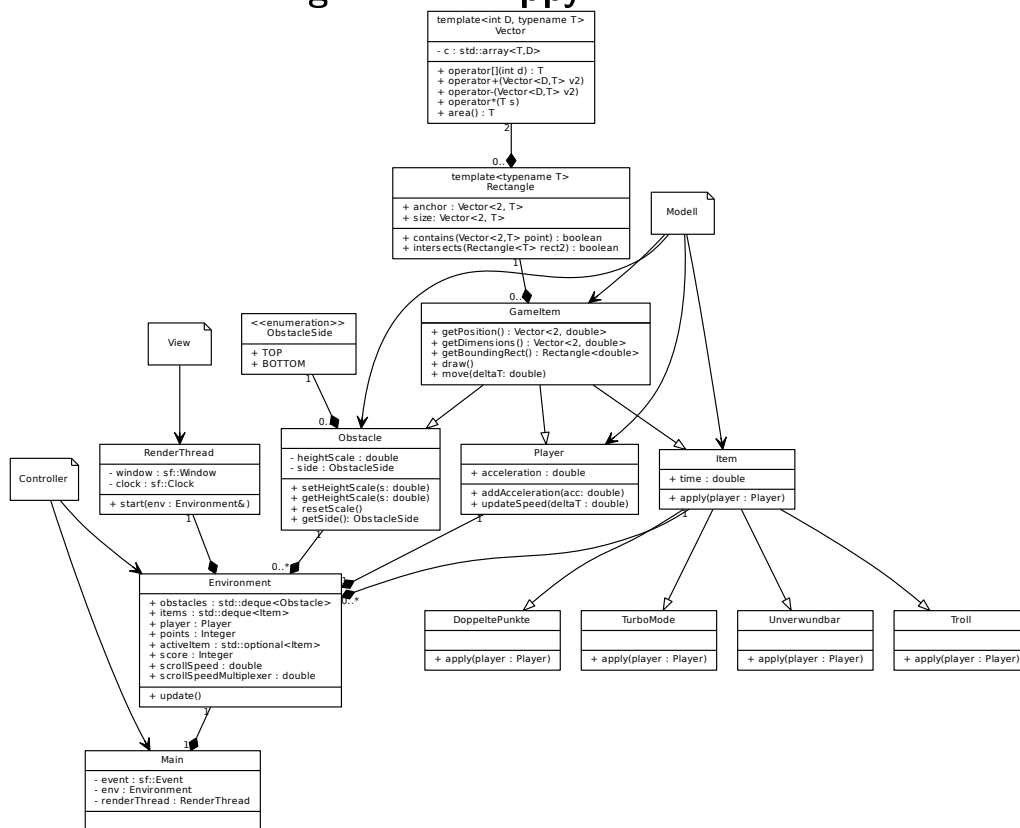 template<int D, typename T>
Vector
- c : std::array<T,D>
+ operator[](int d) : T
+ operator+(Vector<D,T> v2)
+ operator-(Vector<D,T> v2)
+ operator*(T s)
+ area() : T
2
0..
template<typename T>
Rectangle
+ anchor : Vector<2, T>
+ size: Vector<2, T>
+ contains(Vector<2,T> point) : boolean
+ intersects(Rectangle<T> rect2) : boolean
1
0..
Modell
GameItem
+ getPosition() : Vector<2, double>
+ getDimensions() : Vector<2, double>
+ getBoundingRect() : Rectangle<double>
+ draw()
+ move(deltaT: double)
<<enumeration>>
ObstacleSide
+ TOP
+ BOTTOM
1
0..
View
Obstacle
- heightScale : double
- side : ObstacleSide
+ setHeightScale(s: double)
+ getHeightScale(s: double)
+ resetScale()
+ getSide(): ObstacleSide
1
0..*
RenderThread
- window : sf::Window
- clock : sf::Clock
+ start(env : Environment&)
1
Player
+ acceleration : double
+ addAcceleration(acc: double)
+ updateSpeed(deltaT : double)
1
Item
+ time : double
+ apply(player : Player)
1
Controller
Environment
+ obstacles : std::deque<Obstacle>
+ items : std::deque<Item>
+ player : Player
+ points : Integer
+ activeItem : std::optional<Item>
+ score : Integer
+ scrollSpeed : double
+ scrollSpeedMultiplexer : double
+ update()
1
0..*
DoppeltePunkte
+ apply(player : Player)
TurboMode
+ apply(player : Player)
Unverwundbar
+ apply(player : Player)
Troll
+ apply(player : Player)
1
Main
- event : sf::Event
- env : Environment
- renderThread : RenderThread